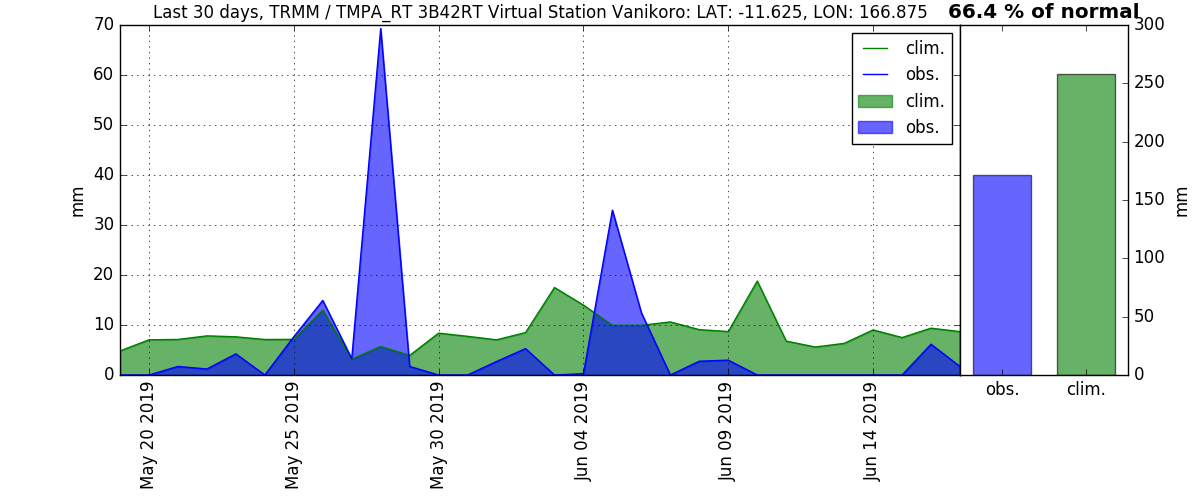 Last 30 days, TRMM / TMPA_RT 3B42RT Virtual Station Vanikoro: LAT: -11.625, LON: 166.875
66.4 % of normal
70
60
50
40
30
20
10
0
mm
clim.
obs.
clim.
obs.
May 20 2019
May 25 2019
May 30 2019
Jun 04 2019
Jun 09 2019
Jun 14 2019
300
250
200
150
100
50
0
mm
obs.
clim.